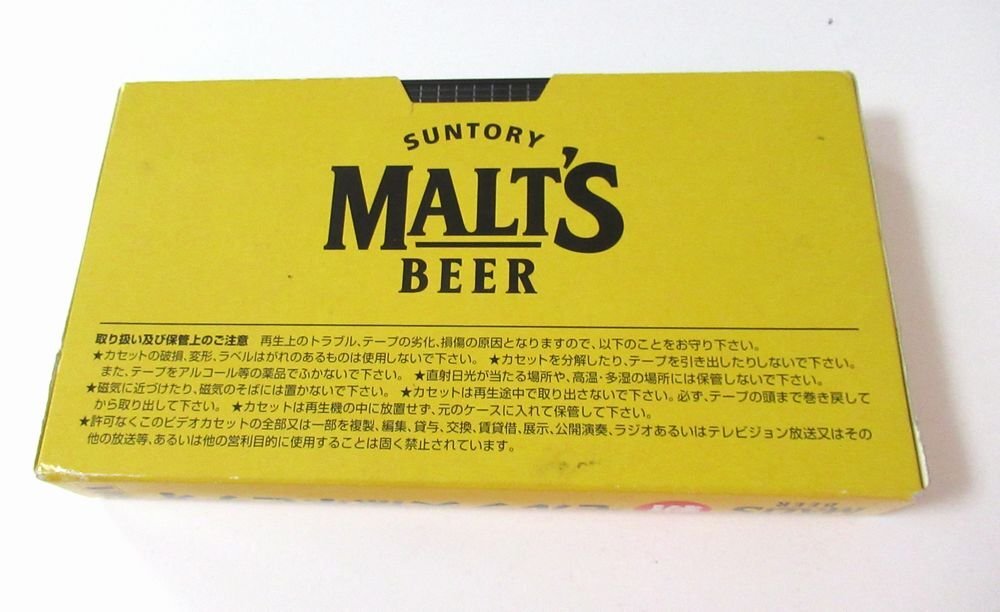 SUNTORY
MALT'S
BEER
取り扱い及び保管上のご注意 再生上のトラブル、テープの劣化、損傷の原因となりますので、以下のことをお守り下さい。
★カセットの破損、変形、ラベルはがれのあるものは使用しないで下さい。 ★カセットを分解したり、テープを引き出したりしないで下さい。
また、テープをアルコール等の薬品でふかないで下さい。 ★直射日光が当たる場所や、高温・多湿の場所には保管しないで下さい。
★磁気に近づけたり、磁気のそばには置かないで下さい。 ★カセットは再生途中で取り出さないで下さい。必ず、テープの頭まで巻き戻して
から取り出して下さい。 ★カセットは再生機の中に放置せず、元のケースに入れて保管して下さい。
★許可なくこのビデオカセットの全部又は一部を複製、編集、貸与、交換、賃貸借、展示、公開演奏、ラジオあるいはテレビジョン放送又はその
他の放送等、あるいは他の営利目的に使用することは固く禁止されています。
MALT'S
BEER